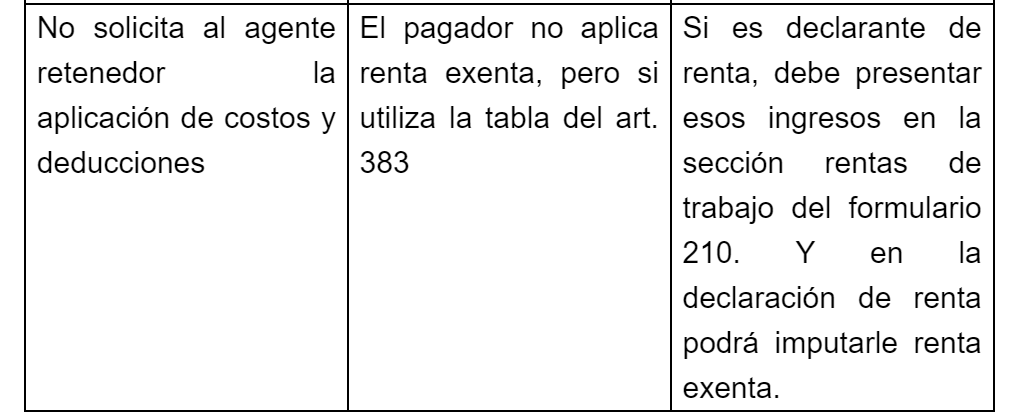 No solicita al agente
retenedor la
aplicación de costos y
deducciones
El pagador no aplica
renta exenta, pero si
utiliza la tabla del art.
383
Si es declarante de
renta, debe presentar
esos ingresos en la
sección rentas de
trabajo del formulario
210. Y en la
declaración de renta
podrá imputarle renta
exenta.